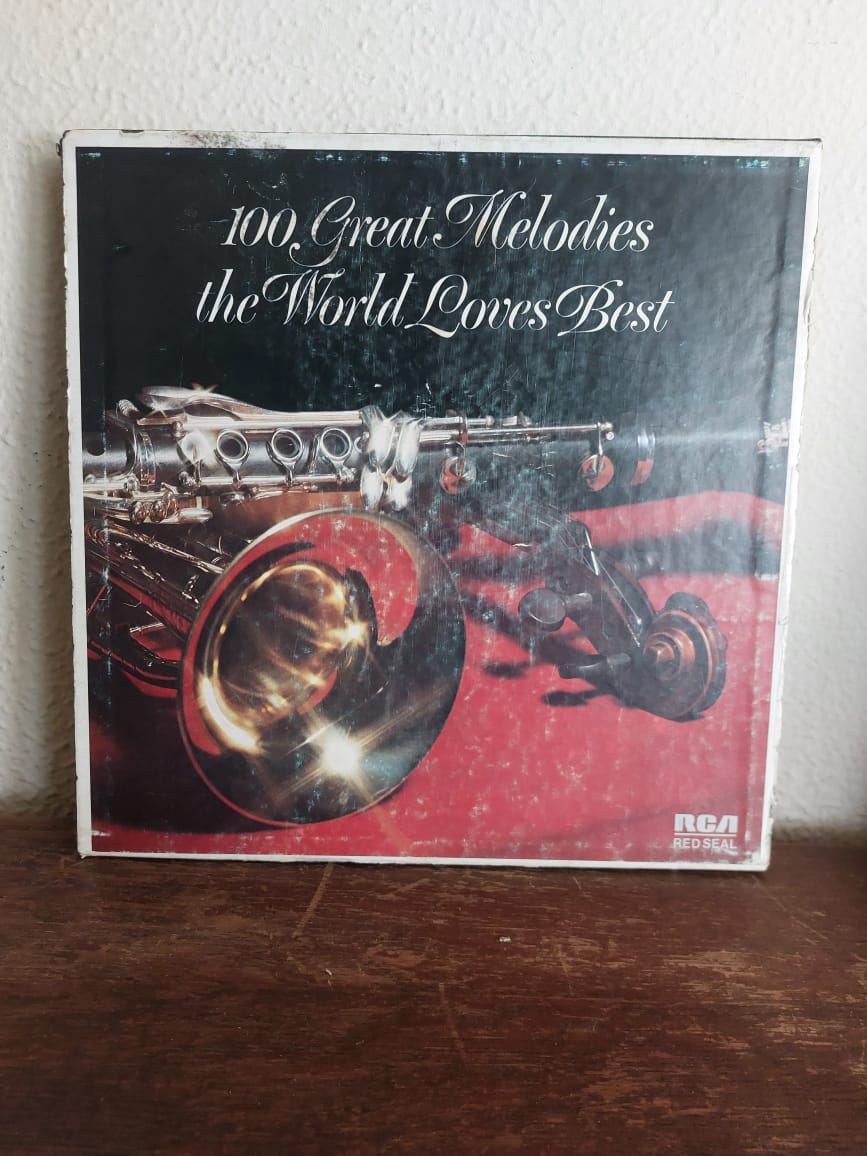 100 Great Melodies
the World Loves Best
RCA
RED SEAL